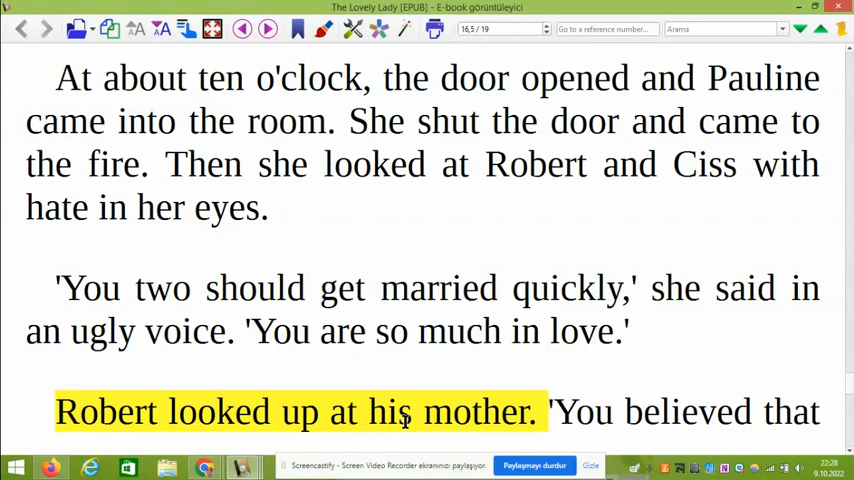 The Lovely Lady [EPUB] - E-book görüntüleyici
16,5 / 19
Go to a reference number...
Arama
At about ten o'clock, the door opened and Pauline
came into the room. She shut the door and came to
the fire. Then she looked at Robert and Ciss with
hate in her eyes.
'You two should get married quickly,' she said in
an ugly voice. 'You are so much in love.'
Robert looked up at his mother. 'You believed that
Screencastify - Screen Video Recorder ekranınızı paylaşıyor.
Paylaşmayı durdur
Gizle
22:28
9.10.2022